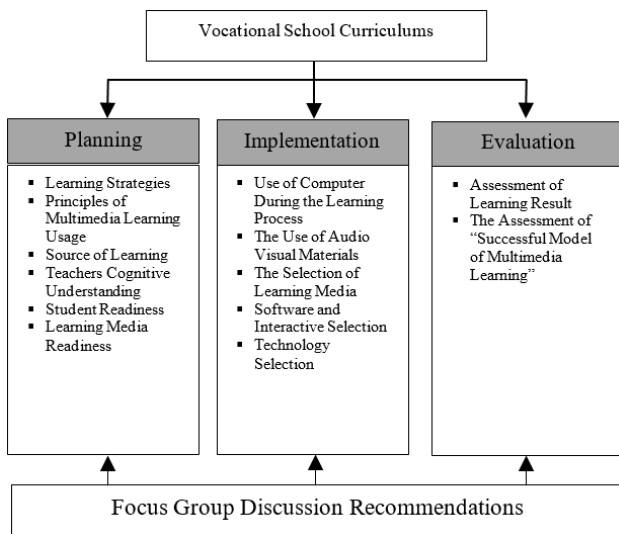 Vocational School Curriculums
Planning
▪ Learning Strategies
▪ Principles of
Multimedia Learning
Usage
▪ Source of Learning
▪ Teachers Cognitive
Understanding
▪ Student Readiness
▪ Learning Media
Readiness
Implementation
▪ Use of Computer
During the Learning
Process
▪ The Use of Audio
Visual Materials
▪ The Selection of
Learning Media
▪ Software and
Interactive Selection
▪ Technology
Selection
Evaluation
▪ Assessment of
Learning Result
▪ The Assessment of
“Successful Model
of Multimedia
Learning”
Focus Group Discussion Recommendations